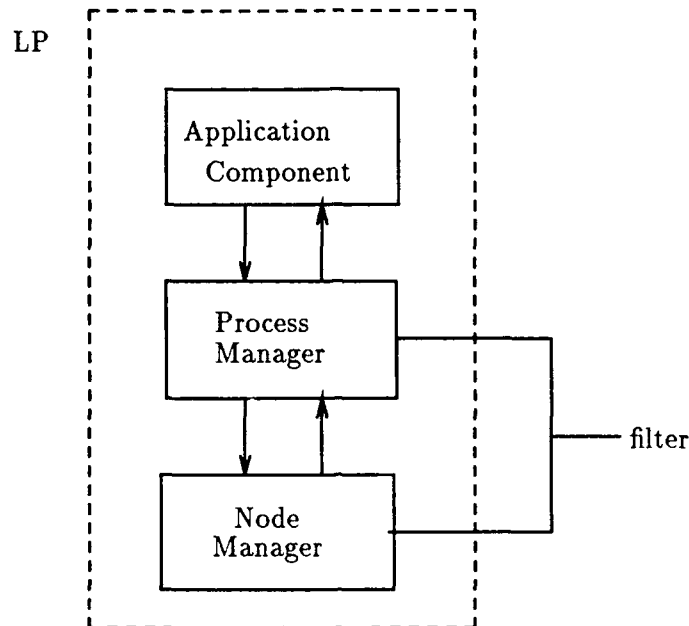 LP
Application
Component
Process
Manager
filter
Node
Manager